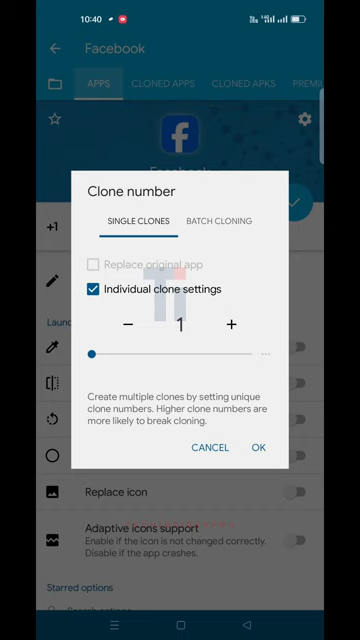 10:40
Facebook
APPS CLONED APPS CLONED APKS PREMI
Clone number
SINGLE CLONES BATCH CLONING
+1
Replace original app
Individual clone settings
1
Create multiple clones by setting unique
clone numbers. Higher clone numbers are
more likely to break cloning.
CANCEL OK
Replace icon
Adaptive icons support
Enable if the icon is not changed correctly.
Disable if the app crashes.
Starred options
Search options